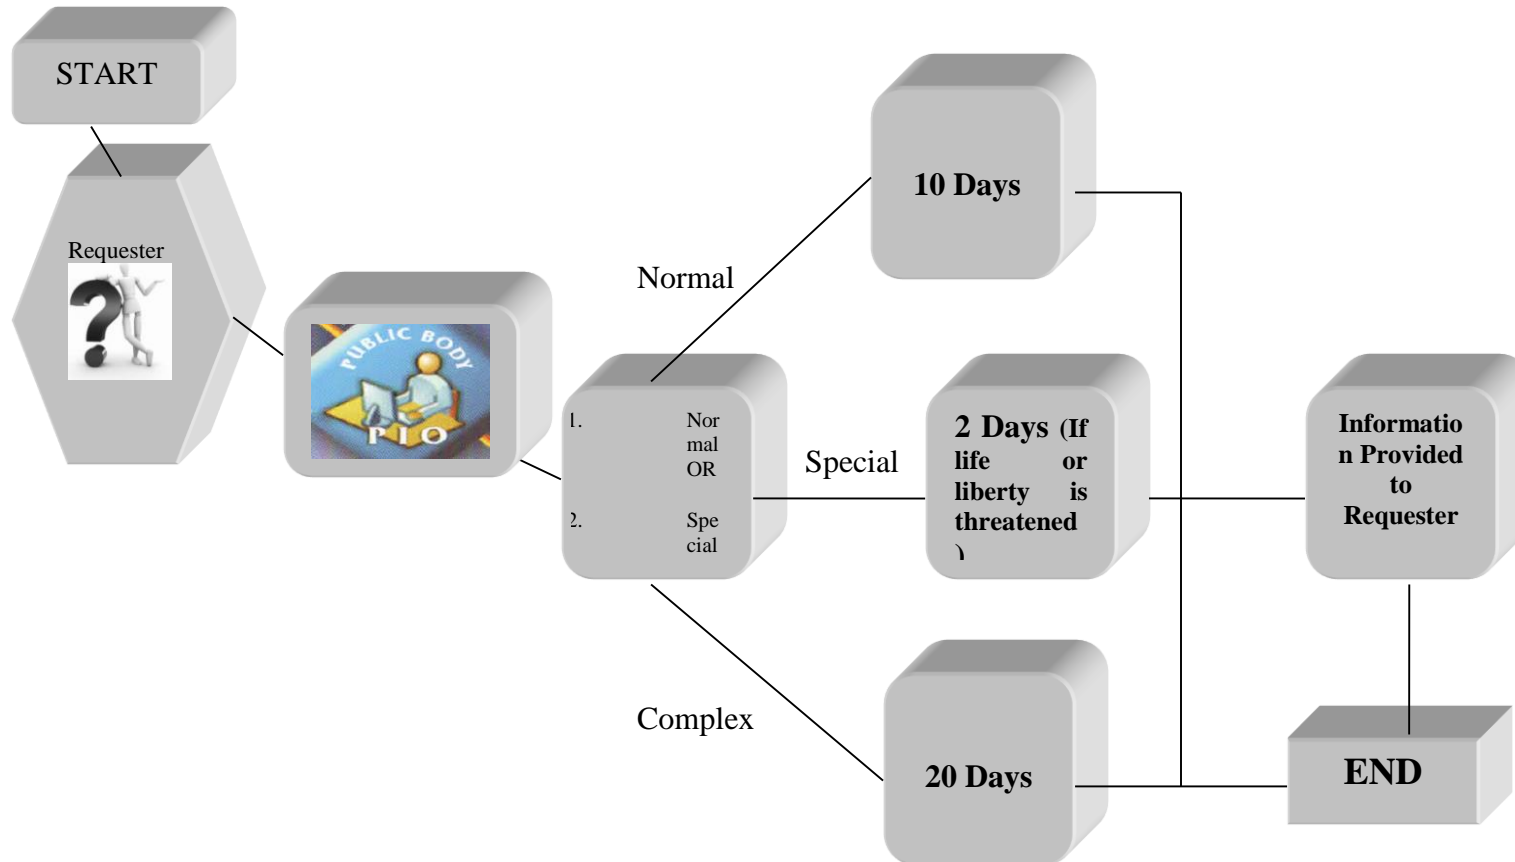 START
Requester
PUBLIC BODY
PIO
Normal
10 Days
1. Nor
mal
OR
2. Spe
cial
Special
2 Days (If
life or
liberty is
threatened
)
Informatio
n Provided
to
Requester
Complex
20 Days
END